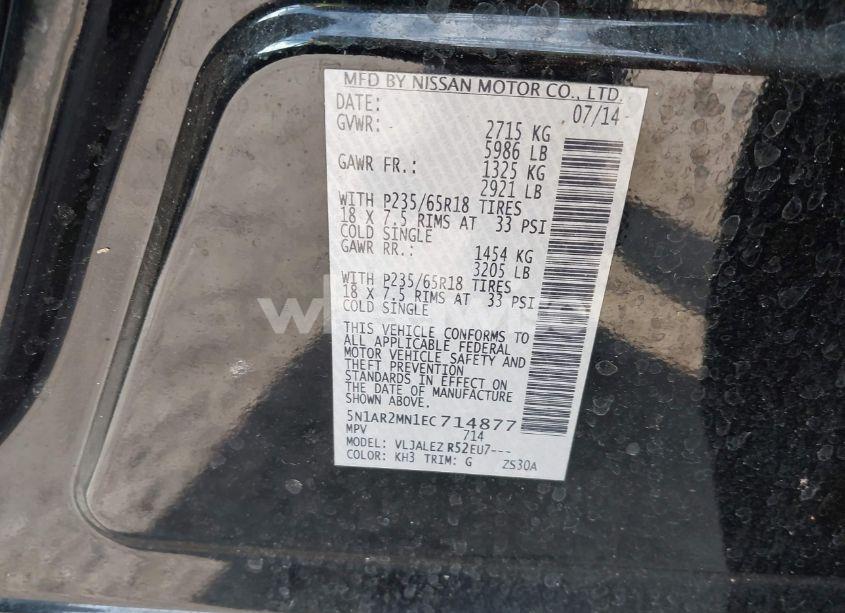 MFD BY NISSAN MOTOR CO., LTD.
DATE: 07/14
GVWR: 2715 KG
5986 LB
GAWR FR.: 1325 KG
2921 LB
WITH P235/65R18 TIRES
18 X 7.5 RIMS AT 33 PSI
COLD SINGLE
GAWR RR.: 1454 KG
3205 LB
WITH P235/65R18 TIRES
18 X 7.5 RIMS AT 33 PSI
COLD SINGLE
THIS VEHICLE CONFORMS TO
ALL APPLICABLE FEDERAL
MOTOR VEHICLE SAFETY AND
THEFT PREVENTION
STANDARDS IN EFFECT ON
THE DATE OF MANUFACTURE
SHOWN ABOVE.
5N1AR2MN1EC714877
MPV 714
MODEL: VLJALEZ R52EU7---
COLOR: KH3 TRIM: G ZS30A